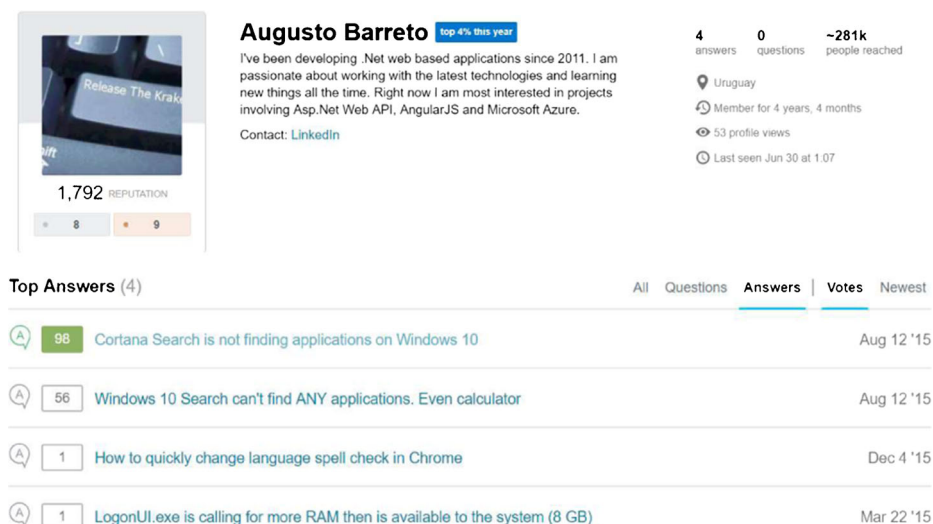 Release The Krake
ift
1,792 REPUTATION
8 9
Augusto Barreto top 4% this year
I've been developing .Net web based applications since 2011. I am
passionate about working with the latest technologies and learning
new things all the time. Right now I am most interested in projects
involving Asp.Net Web API, AngularJS and Microsoft Azure.
Contact: LinkedIn
4 0 ~281k
answers questions people reached
Uruguay
Member for 4 years, 4 months
53 profile views
Last seen Jun 30 at 1:07
Top Answers (4) All Questions Answers | Votes Newest
A 98 Cortana Search is not finding applications on Windows 10 Aug 12 '15
A 56 Windows 10 Search can't find ANY applications. Even calculator Aug 12 '15
A 1 How to quickly change language spell check in Chrome Dec 4 '15
A 1 LogonUI.exe is calling for more RAM then is available to the system (8 GB) Mar 22 '15